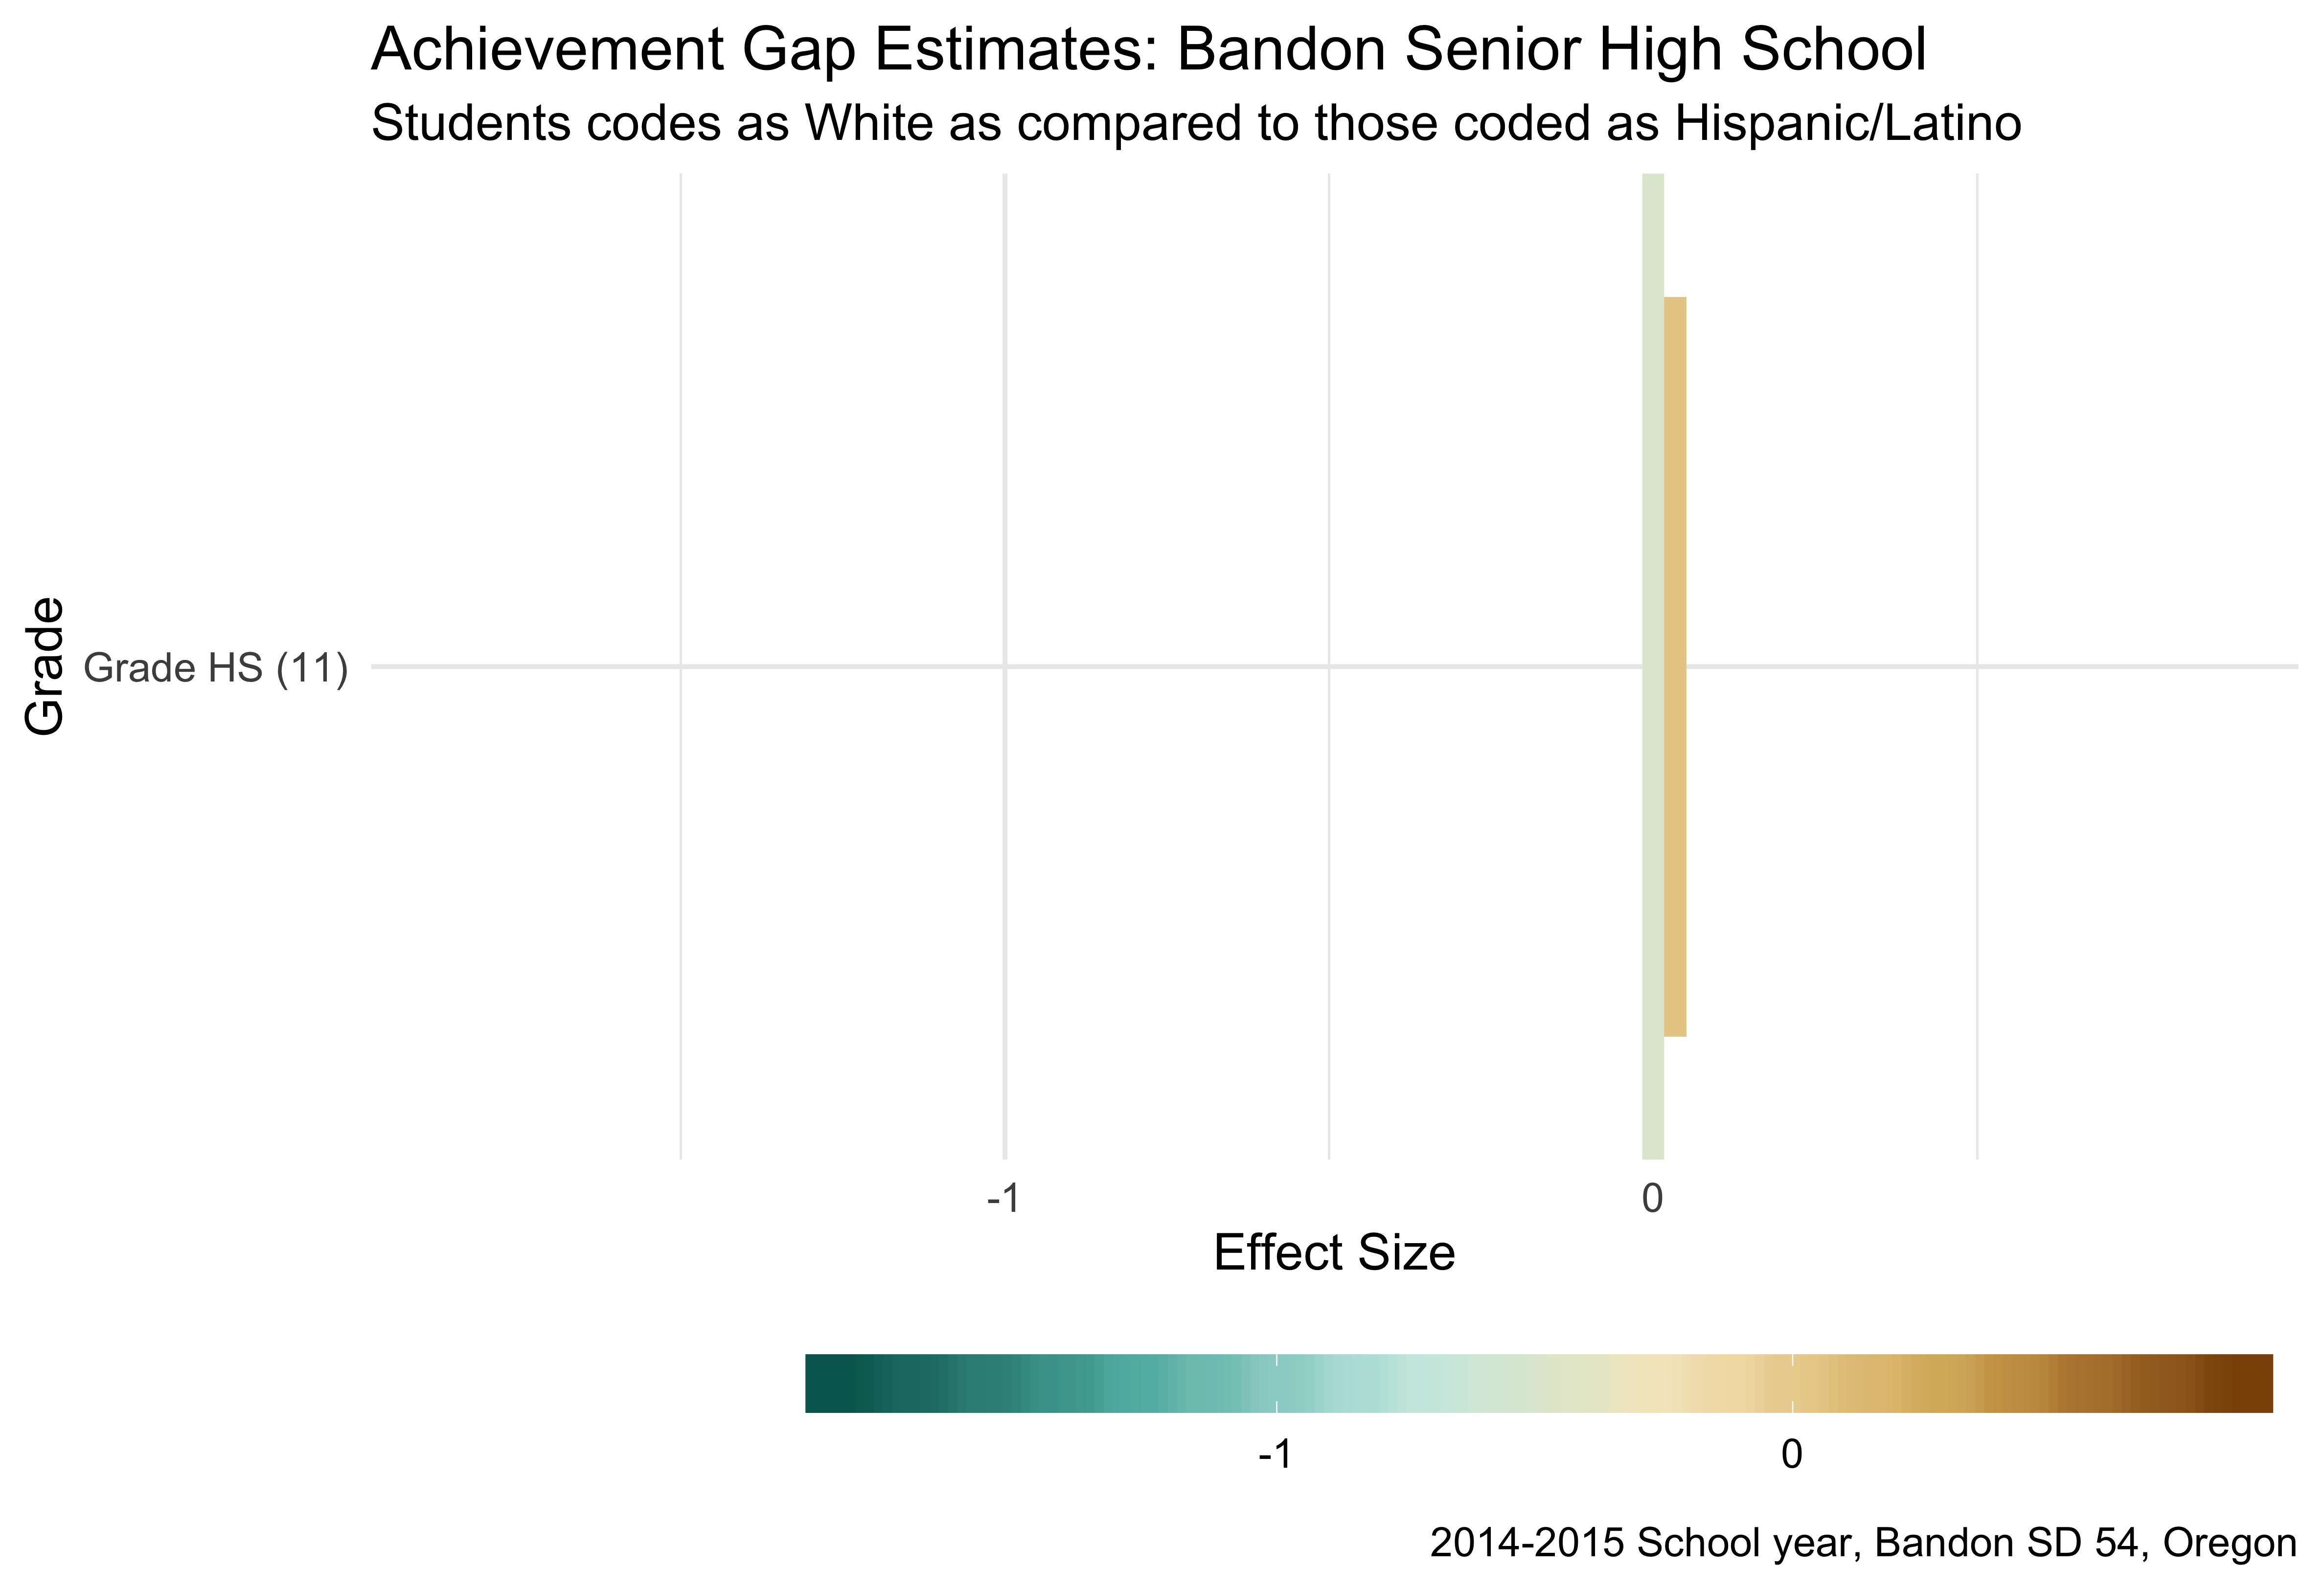 Achievement Gap Estimates: Bandon Senior High School
Students codes as White as compared to those coded as Hispanic/Latino
Grade
Grade HS (11)
-1
0
Effect Size
-1
0
2014-2015 School year, Bandon SD 54, Oregon